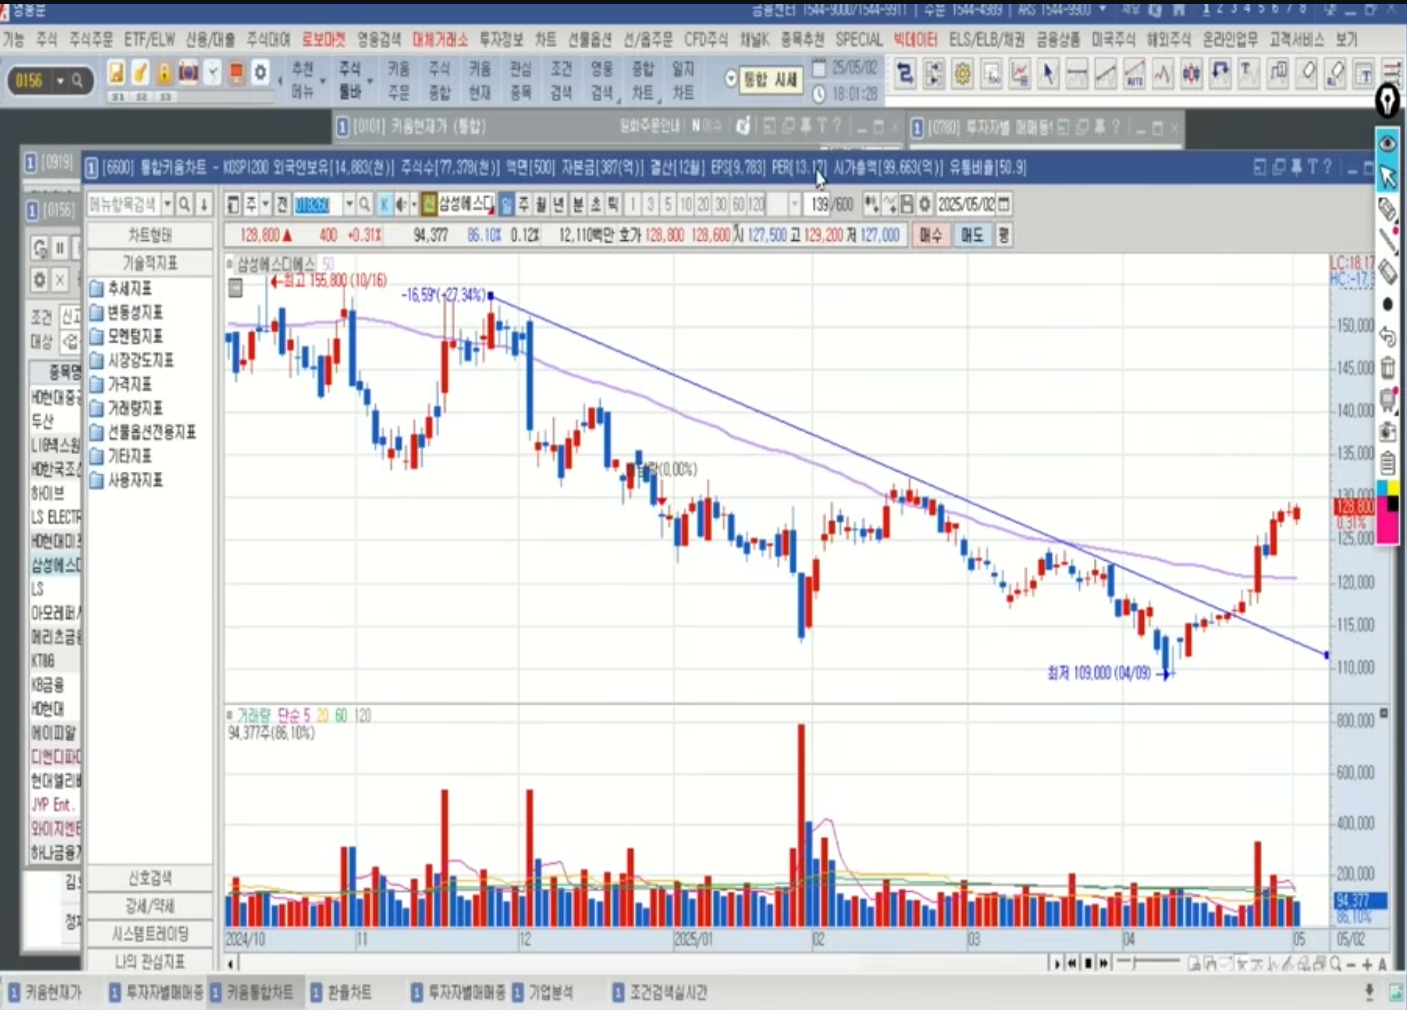 영웅문
금융센터 1544-9000/1544-9911 | 주문 1544-4989 | ARS 1544-9900
1 2 3 4 5 6 7 8
기능 주식 주식주문 ETF/ELW 신용/대출 주식대여 로보마켓 영웅검색 대체거래소 투자정보 차트 선물옵션 선/옵주문 CFD주식 채널K 종목추천 SPECIAL 빅데이터 ELS/ELB/채권 금융상품 미국주식 해외주식 온라인업무 고객서비스 보기
0156
S1 S2 S3
추천 메뉴
주식 툴바
키움 주문
주식 종합
키움 현재
관심 종목
조건 검색
영웅 검색
종합 차트
일지 차트
통합 시세
25/05/02
18:01:28
[0101] 키움현재가 (통합)
일화주문안내
[0780] 투자자별 매매동
[0919]
[0156]
[6600] 통합키움차트 - KOSPI200 외국인보유[14,883(천)] 주식수[77,378(천)] 액면[500] 자본금[387(억)] 결산[12월] EPS[9,783] PER[13.17] 시가총액[99,663(억)] 유통비율[50.9]
메뉴항목검색
주 전 018260 삼성에스디 일 주 월 년 분 초 틱 1 3 5 10 20 30 60 120 139 /600 2025/05/02
128,800▲ 400 +0.31% 94,377 86.10% 0.12% 12,110백만 호가 128,800 128,600 시 127,500 고 129,200 저 127,000 매수 매도 평
차트형태
기술적지표
추세지표
변동성지표
모멘텀지표
시장강도지표
가격지표
거래량지표
선물옵션전용지표
기타지표
사용자지표
신호검색
강세/약세
시스템트레이딩
나의 관심지표
조건
대상
종목명
HD현대중공
두산
LIG넥스원
HD한국조선
하이브
LS ELECTR
HD현대미포
삼성에스디
LS
아모레퍼시
메리츠금융
KT&G
KB금융
HD현대
에이피알
디앤디파마
현대엘리베
JYP Ent.
와이지엔터
하나금융지
삼성에스디에스 50
최고 155,800 (10/16)
(-27.34%)
(0.00%)
최저 109,000 (04/09)
LC:18.17
HC:-17.
150,000
145,000
140,000
135,000
130,000
128,800
0.31%
125,000
120,000
115,000
110,000
거래량 단순 5 20 60 120
94,377주(86.10%)
800,000
600,000
400,000
200,000
94,377
86.10%
2024/10 11 12 2025/01 02 03 04 05 05/02
키움현재가 투자자별매매종 키움통합차트 환율차트 투자자별매매종 기업분석 조건검색실시간